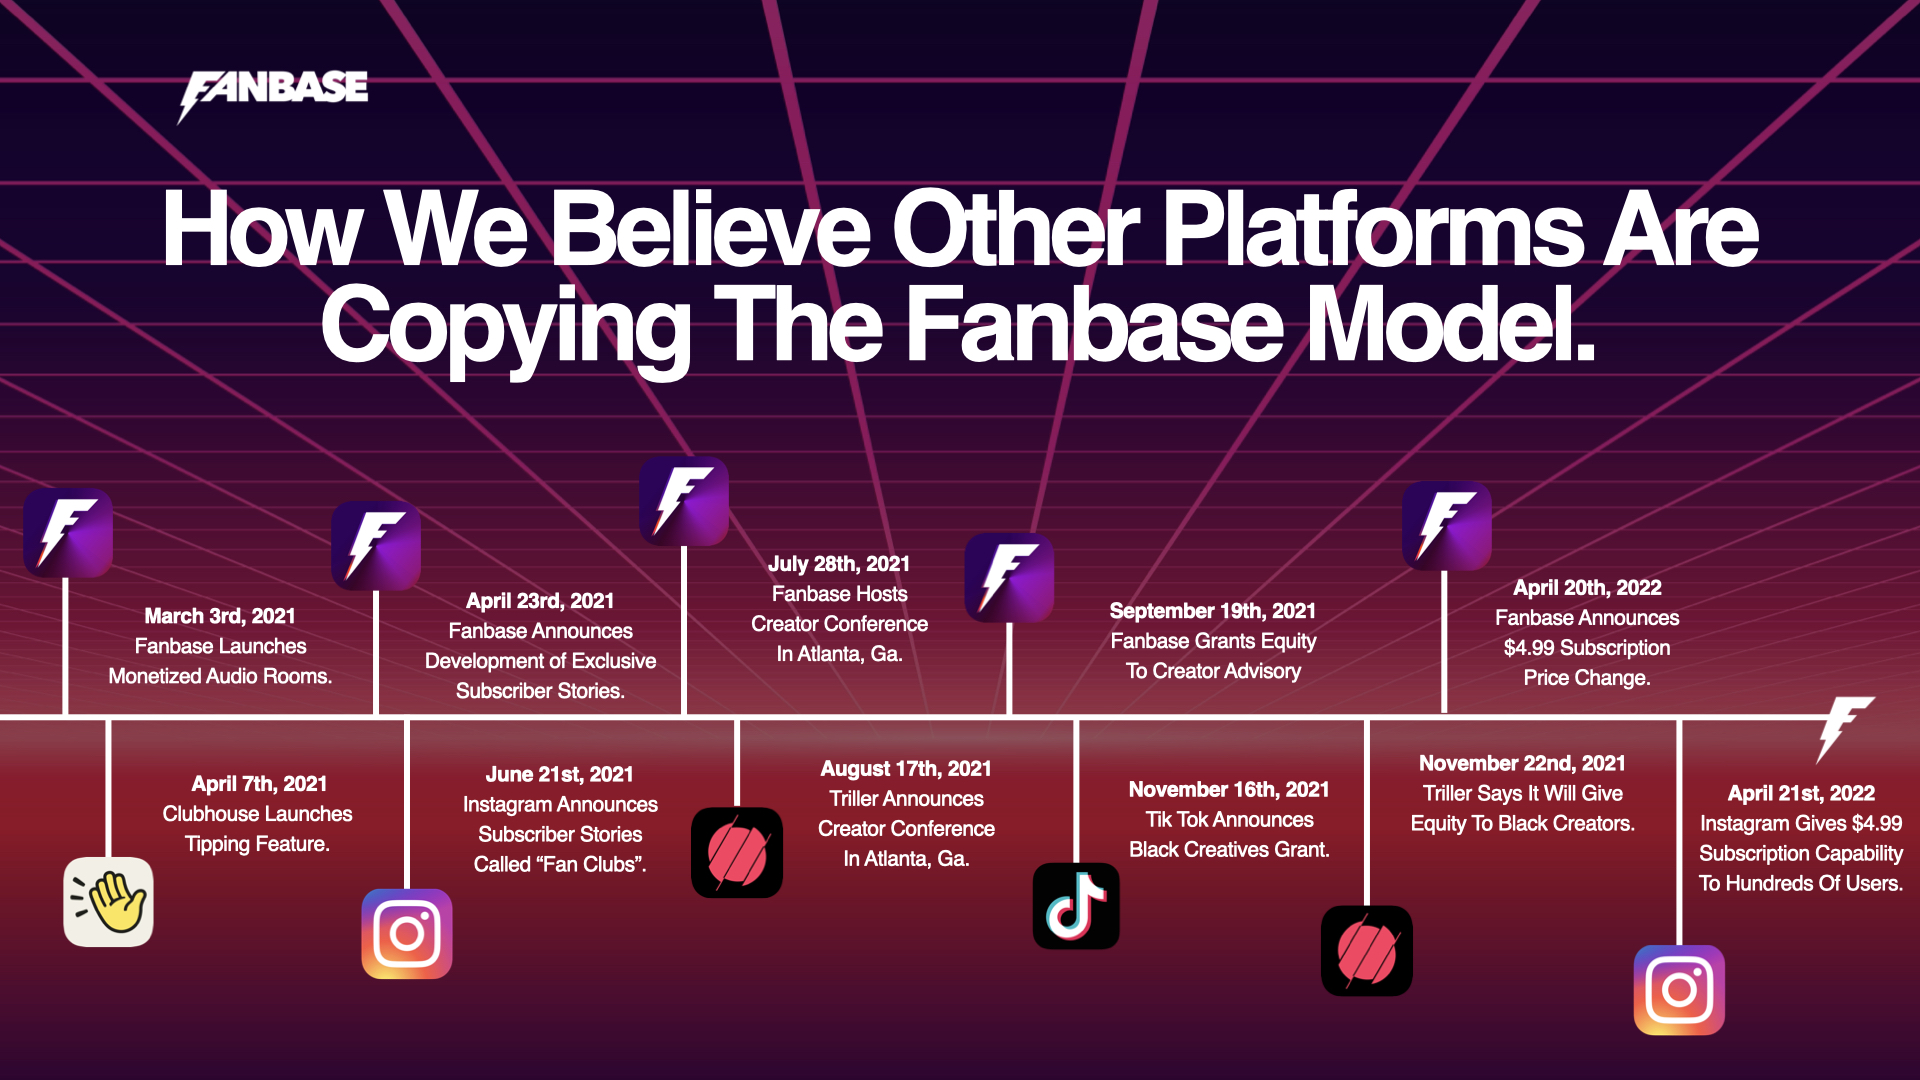 FANBASE
How We Believe Other Platforms Are
Copying The Fanbase Model.
March 3rd, 2021
Fanbase Launches
Monetized Audio Rooms.
April 23rd, 2021
Fanbase Announces
Development of Exclusive
Subscriber Stories.
July 28th, 2021
Fanbase Hosts
Creator Conference
In Atlanta, Ga.
September 19th, 2021
Fanbase Grants Equity
To Creator Advisory
April 20th, 2022
Fanbase Announces
$4.99 Subscription
Price Change.
April 7th, 2021
Clubhouse Launches
Tipping Feature.
June 21st, 2021
Instagram Announces
Subscriber Stories
Called “Fan Clubs”.
August 17th, 2021
Triller Announces
Creator Conference
In Atlanta, Ga.
November 16th, 2021
Tik Tok Announces
Black Creatives Grant.
November 22nd, 2021
Triller Says It Will Give
Equity To Black Creators.
April 21st, 2022
Instagram Gives $4.99
Subscription Capability
To Hundreds Of Users.